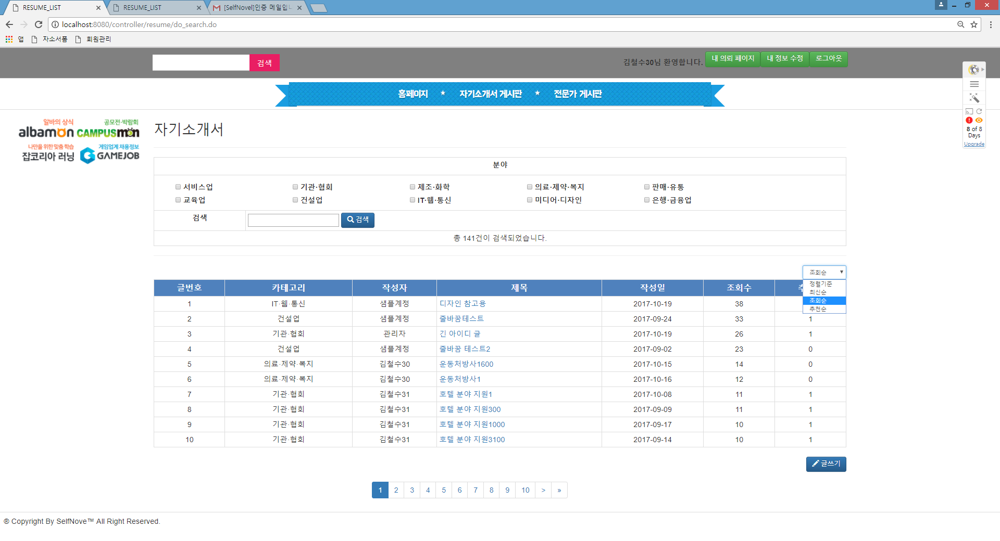 RESUME_LIST
RESUME_LIST
[SelfNovel]인증 메일입니
localhost:8080/controller/resume/do_search.do
앱 자소서폼 회원관리
검색
김철수30님 환영합니다. 내 의뢰 페이지 내 정보 수정 로그아웃
홈페이지 ★ 자기소개서 게시판 ★ 전문가 게시판
알바의 상식
albamon
공모전·박람회
CAMPUSmon
나만을 위한 맞춤 학습
잡코리아 러닝
게임업계 채용정보
GAMEJOB
8 of 8
Days
Upgrade
자기소개서
분야
서비스업 기관·협회 제조·화학 의료·제약·복지 판매·유통
교육업 건설업 IT·웹·통신 미디어·디자인 은행·금융업
검색 검색
총 141건이 검색되었습니다.
조회순
정렬기준
최신순
조회순
추천순
글번호 카테고리 작성자 제목 작성일 조회수
1 IT·웹·통신 샘플계정 디자인 참고용 2017-10-19 38
2 건설업 샘플계정 줄바꿈테스트 2017-09-24 33 1
3 기관·협회 관리자 긴 아이디 글 2017-10-19 26 1
4 건설업 샘플계정 줄바꿈 테스트2 2017-09-02 23 0
5 의료·제약·복지 김철수30 운동처방사1600 2017-10-15 14 0
6 의료·제약·복지 김철수30 운동처방사1 2017-10-16 12 0
7 기관·협회 김철수31 호텔 분야 지원1 2017-10-08 11 1
8 기관·협회 김철수31 호텔 분야 지원300 2017-09-09 11 1
9 기관·협회 김철수31 호텔 분야 지원1000 2017-09-17 10 1
10 기관·협회 김철수31 호텔 분야 지원3100 2017-09-14 10 1
글쓰기
1 2 3 4 5 6 7 8 9 10 > »
® Copyright By SelfNove™ All Right Reserved.